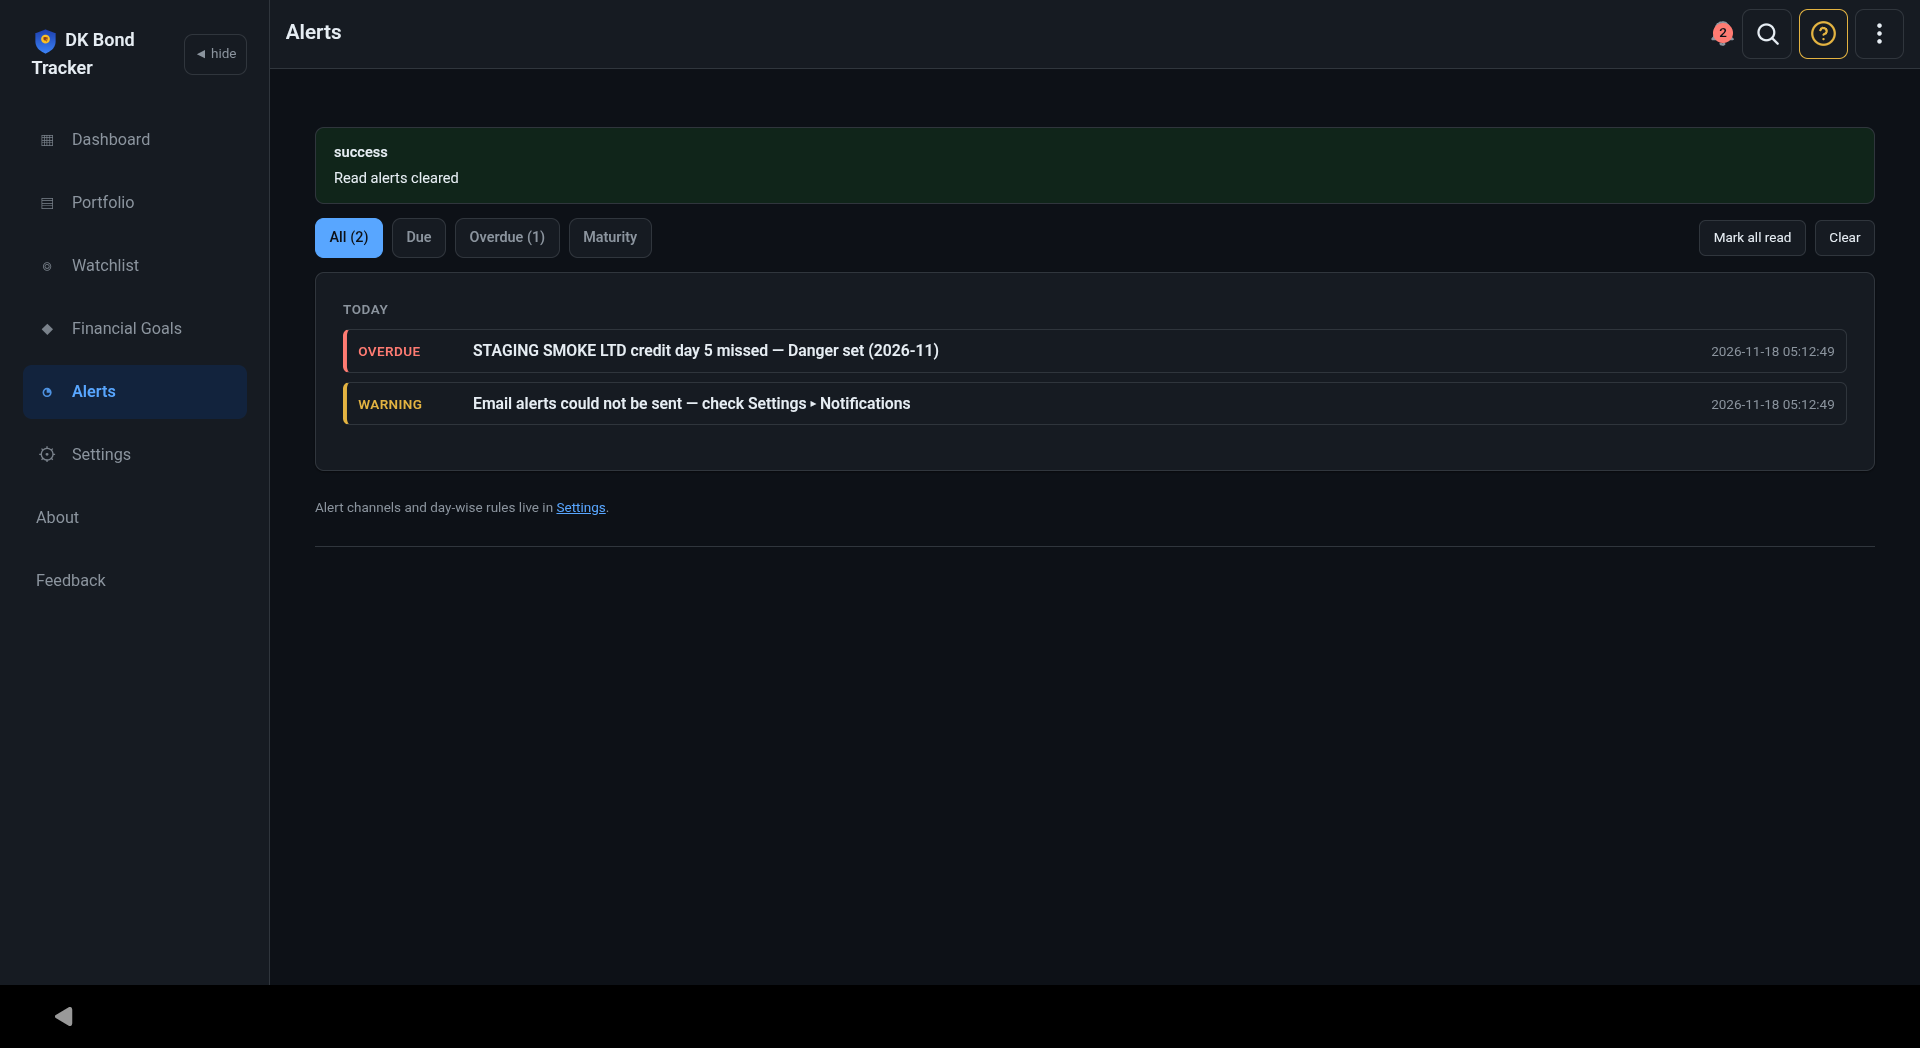 DK Bond Tracker
◄ hide
Alerts
2
Dashboard
Portfolio
Watchlist
Financial Goals
Alerts
Settings
About
Feedback
success
Read alerts cleared
All (2)
Due
Overdue (1)
Maturity
Mark all read
Clear
TODAY
OVERDUE STAGING SMOKE LTD credit day 5 missed — Danger set (2026-11) 2026-11-18 05:12:49
WARNING Email alerts could not be sent — check Settings ▸ Notifications 2026-11-18 05:12:49
Alert channels and day-wise rules live in Settings.